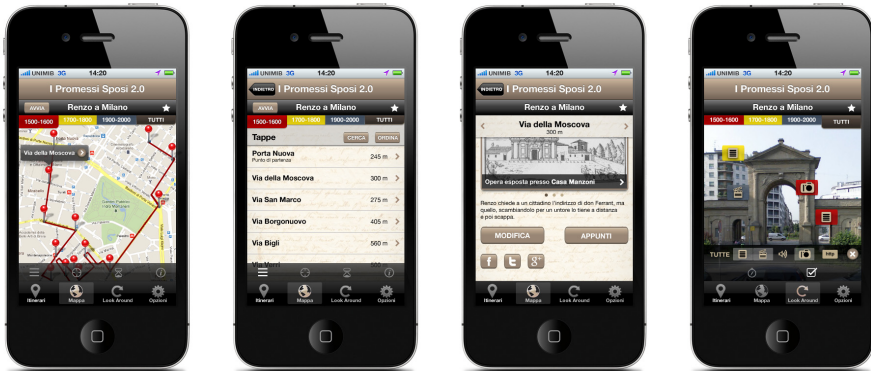 UNIMIB 3G 14:20
I Promessi Sposi 2.0
AVVIA Renzo a Milano
1500-1600 1700-1800 1900-2000 TUTTI
Via della Moscova
Itinerari Mappa Look Around Opzioni
UNIMIB 3G 14:20
INDIETRO I Promessi Sposi 2.0
AVVIA Renzo a Milano
1500-1600 1700-1800 1900-2000 TUTTI
Tappe CERCA ORDINA
Porta Nuova
Punto di partenza
245 m
Via della Moscova 300 m
Via San Marco 275 m
Via Borgonuovo 405 m
Via Bigli 560 m
Via Verri
Itinerari Mappa Look Around Opzioni
UNIMIB 3G 14:20
INDIETRO I Promessi Sposi 2.0
Renzo a Milano
Via della Moscova
300 m
Opera esposta presso Casa Manzoni
Renzo chiede a un cittadino l'indirizzo di don Ferrant, ma
quello, scambiandolo per un untore lo tiene a distanza
e poi scappa.
MODIFICA APPUNTI
Itinerari Mappa Look Around Opzioni
UNIMIB 3G 14:20
I Promessi Sposi 2.0
Renzo a Milano
1500-1600 1700-1800 1900-2000 TUTTI
TUTTE http
Itinerari Mappa Look Around Opzioni